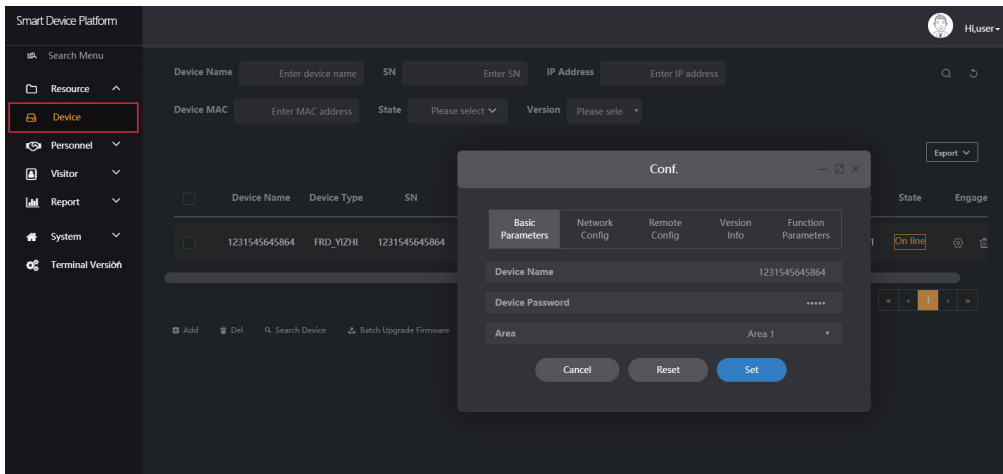 Smart Device Platform
Hi,user
Search Menu
Resource
Device
Personnel
Visitor
Report
System
Terminal Version
Device Name Enter device name SN Enter SN IP Address Enter IP address
Device MAC Enter MAC address State Please select Version Please sele
Export
Device Name Device Type SN State Engage
1231545645864 FRD_YIZHI 1231545645864 1 On line
« ‹ 1 › »
Add Del Search Device Batch Upgrade Firmware
Conf.
Basic Parameters Network Config Remote Config Version Info Function Parameters
Device Name 1231545645864
Device Password •••••
Area Area 1
Cancel Reset Set